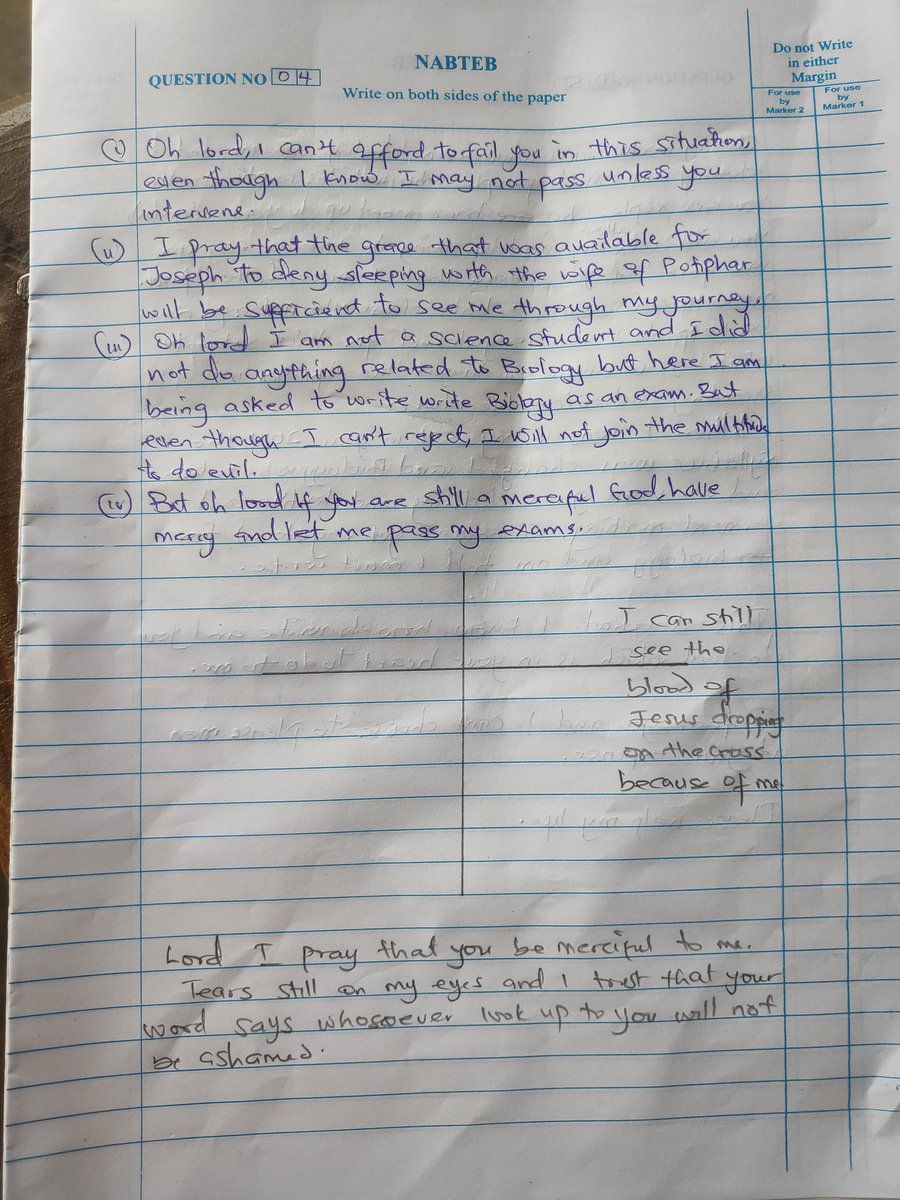 NABTEB
QUESTION NO 04
Write on both sides of the paper
Do not Write
in either
Margin
For use
by
Marker 2
For use
by
Marker 1
(i) Oh lord, I can't afford to fail you in this situation,
even though I know I may not pass unless you
intervene.
(ii) I pray that the grace that was available for
Joseph to deny sleeping with the wife of Potiphar
will be sufficient to see me through my journey.
(iii) Oh lord I am not a science student and I did
not do anything related to Biology but here I am
being asked to write write Biology as an exam. But
even though I can't reject, I will not join the multitude
to do evil.
(iv) But oh lord if you are still a merciful God, have
mercy and let me pass my exams.
I can still
see the
blood of
Jesus dropping
on the cross
because of me
Lord I pray that you be merciful to me.
Tears still on my eyes and I trust that your
word says whosoever look up to you will not
be ashamed.